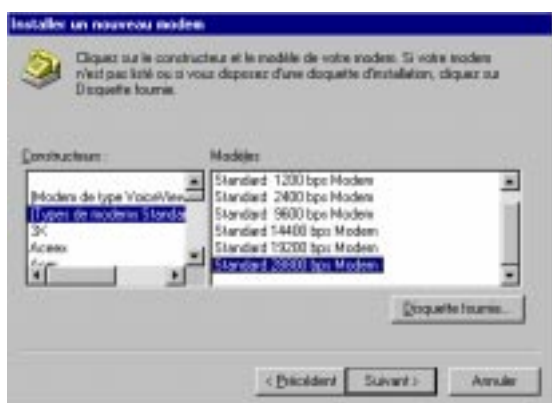 Installer un nouveau modem
Cliquez sur le constructeur et le modèle de votre modem. Si votre modem
n'est pas listé ou si vous disposez d'une disquette d'installation, cliquez sur
Disquette fournie.
Constructeurs :
Modèles
(Modem de type VoiceView
(Types de modems Standa
3X
Aceex
Acer
Standard 1200 bps Modem
Standard 2400 bps Modem
Standard 9600 bps Modem
Standard 14400 bps Modem
Standard 19200 bps Modem
Standard 28800 bps Modem
Disquette fournie...
< Précédent
Suivant >
Annuler